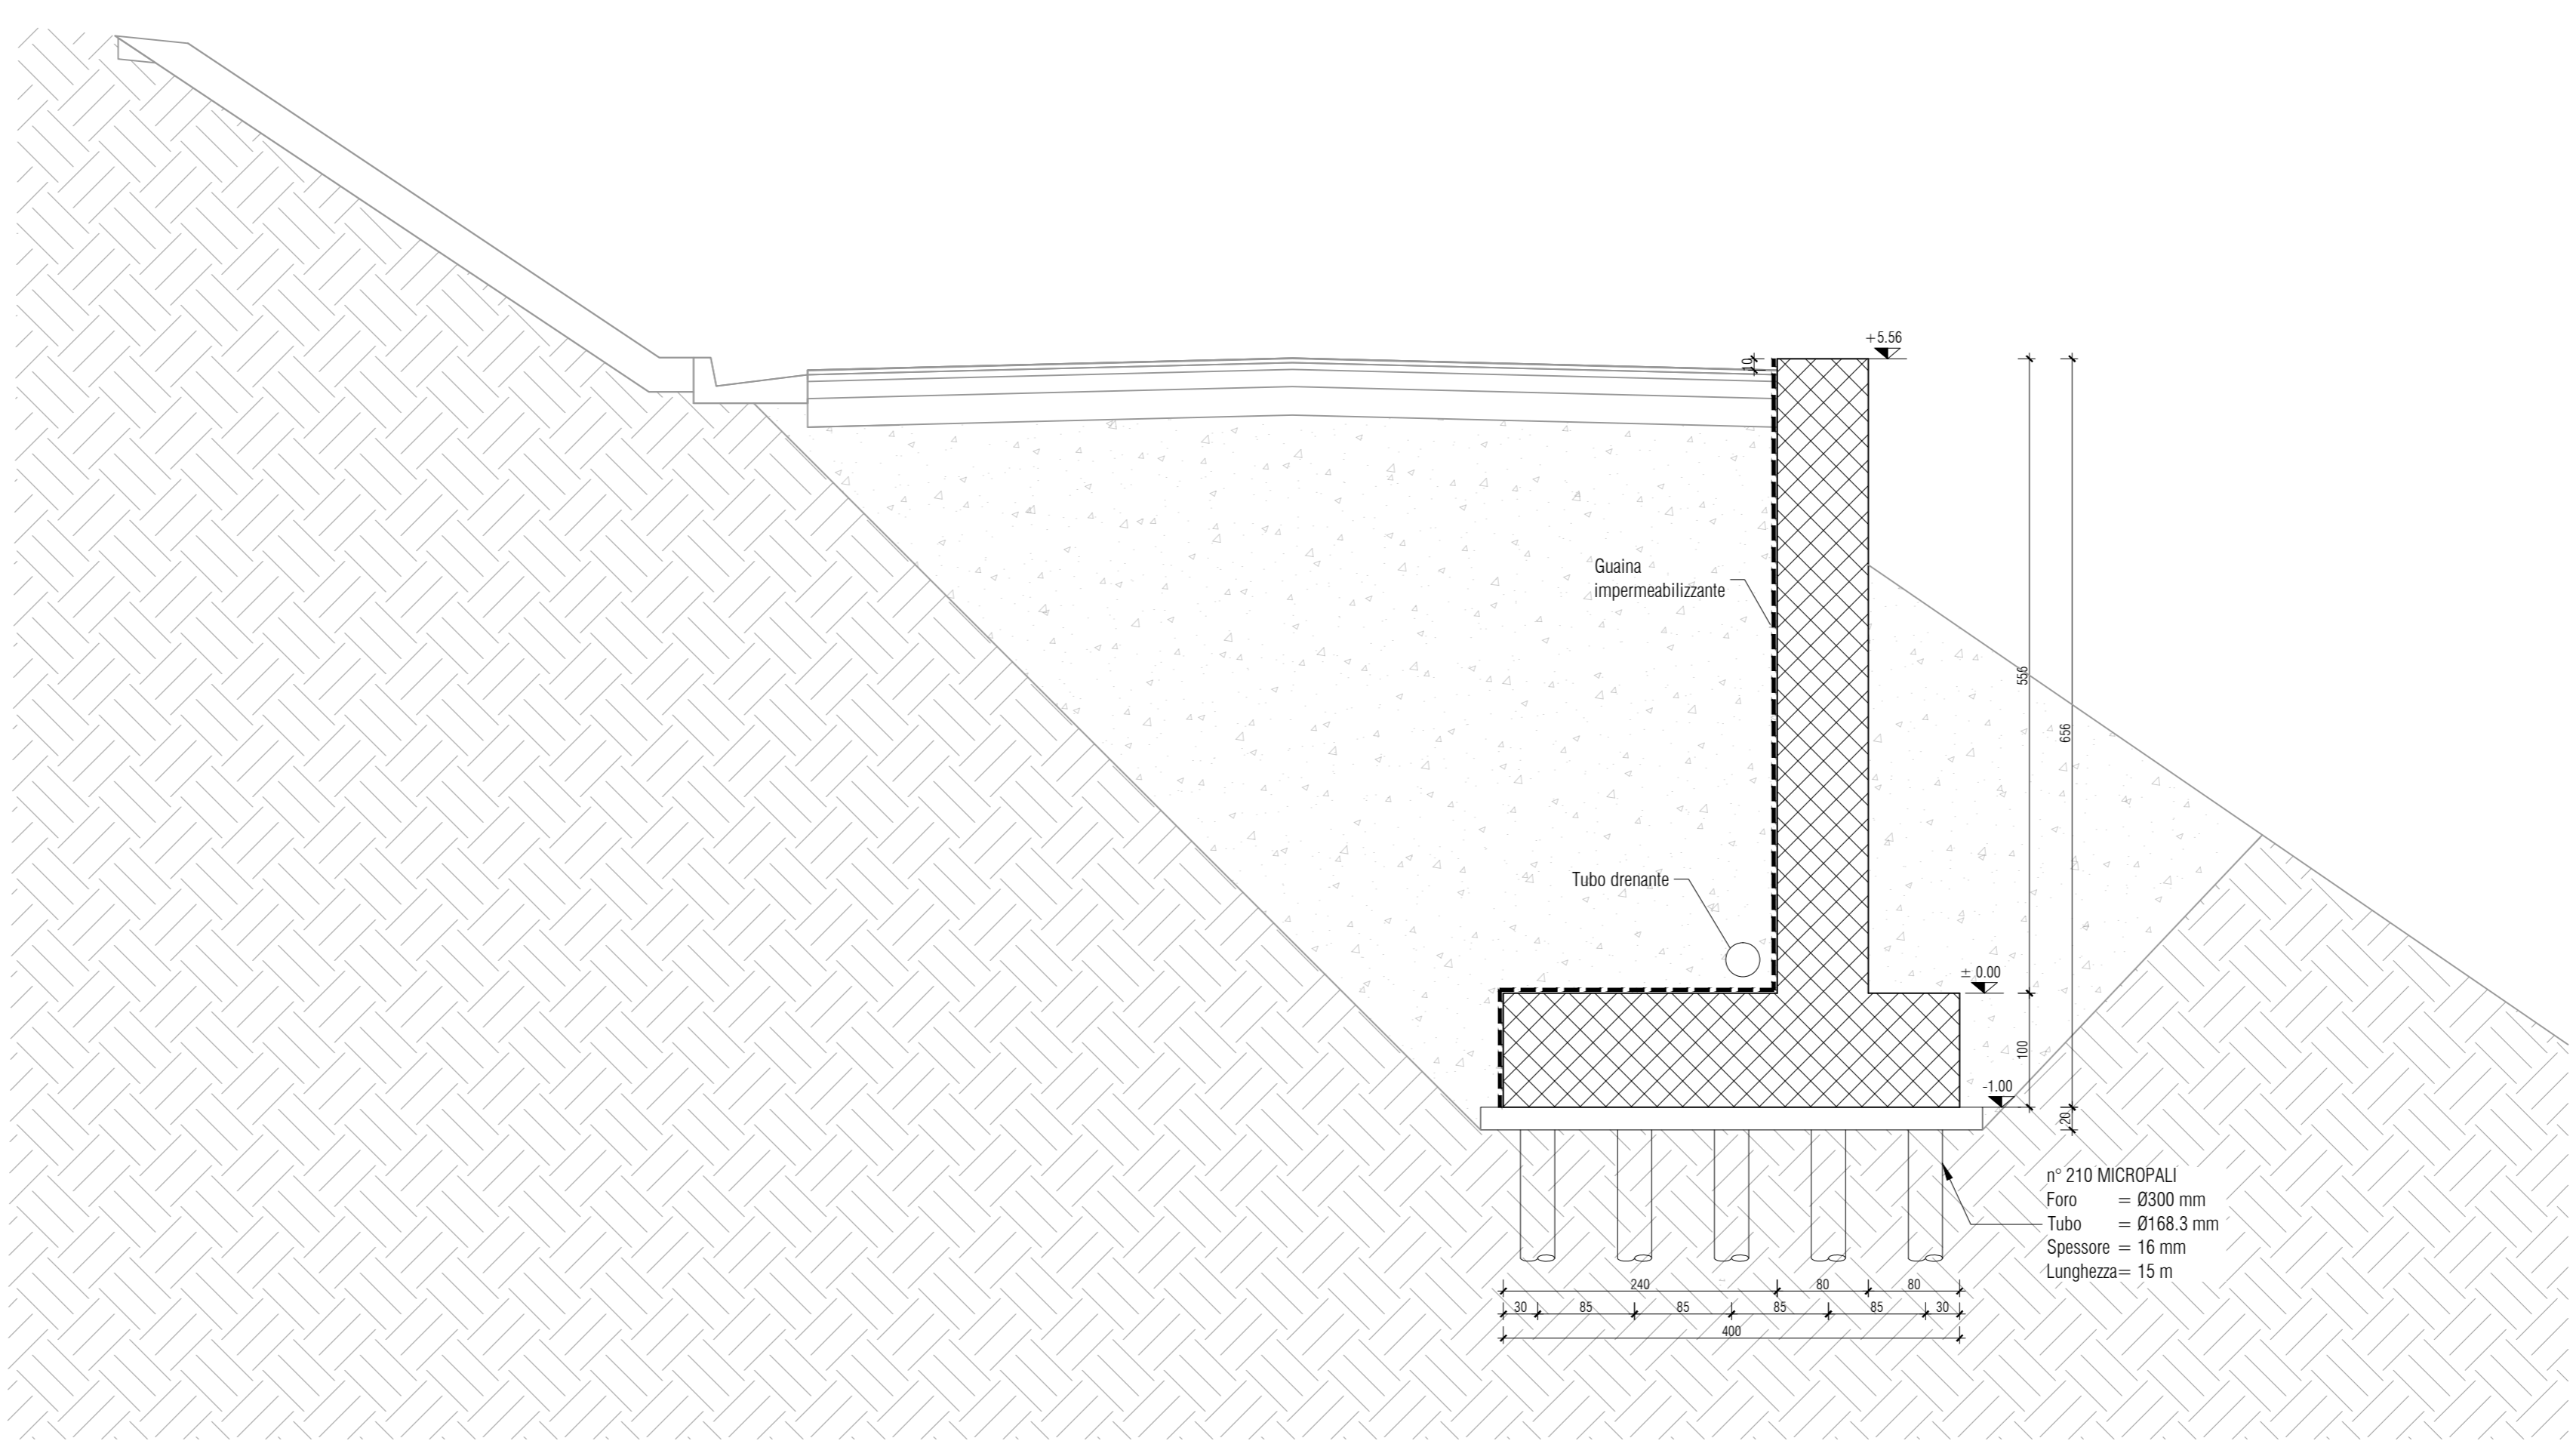 +5.56
10
Guaina
impermeabilizzante
556
656
Tubo drenante
± 0.00
100
-1.00
20
n° 210 MICROPALI
Foro = Ø300 mm
Tubo = Ø168.3 mm
Spessore = 16 mm
Lunghezza= 15 m
240 80 80
30 85 85 85 85 30
400